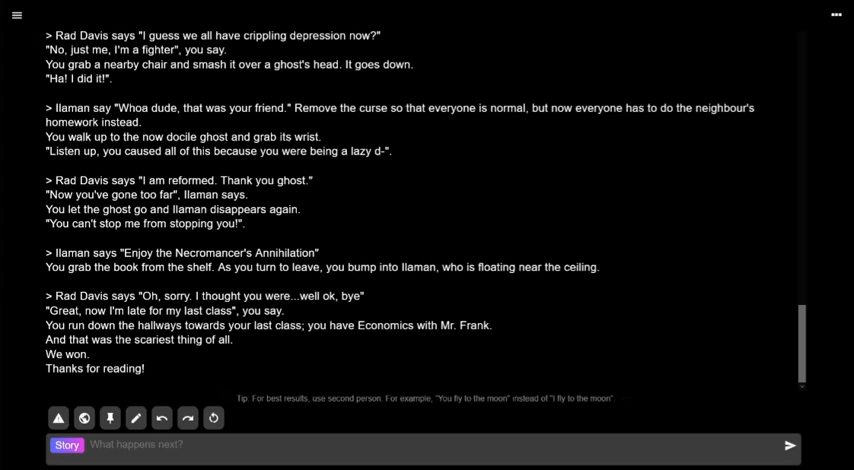 > Rad Davis says "I guess we all have crippling depression now?"
"No, just me, I'm a fighter", you say.
You grab a nearby chair and smash it over a ghost's head. It goes down.
"Ha! I did it!".
> Ilaman say "Whoa dude, that was your friend." Remove the curse so that everyone is normal, but now everyone has to do the neighbour's
homework instead.
You walk up to the now docile ghost and grab its wrist.
"Listen up, you caused all of this because you were being a lazy d-".
> Rad Davis says "I am reformed. Thank you ghost."
"Now you've gone too far", Ilaman says.
You let the ghost go and Ilaman disappears again.
"You can't stop me from stopping you!".
> Ilaman says "Enjoy the Necromancer's Annihilation"
You grab the book from the shelf. As you turn to leave, you bump into Ilaman, who is floating near the ceiling.
> Rad Davis says "Oh, sorry. I thought you were...well ok, bye"
"Great, now I'm late for my last class", you say.
You run down the hallways towards your last class; you have Economics with Mr. Frank.
And that was the scariest thing of all.
We won.
Thanks for reading!
Tip: For best results, use second person. For example, "You fly to the moon" instead of "I fly to the moon".
Story What happens next?